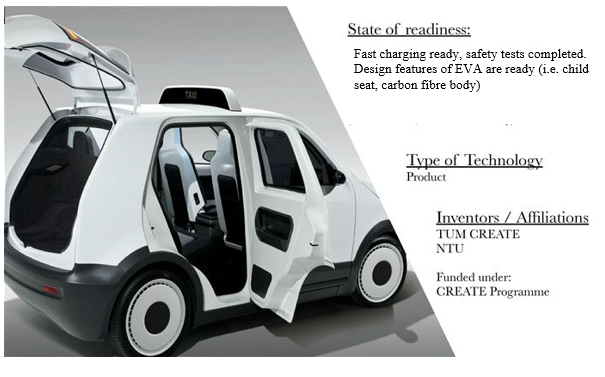 State of readiness:
Fast charging ready, safety tests completed.
Design features of EVA are ready (i.e. child
seat, carbon fibre body)
Type of Technology
Product
Inventors / Affiliations
TUM CREATE
NTU
Funded under:
CREATE Programme
TAXI